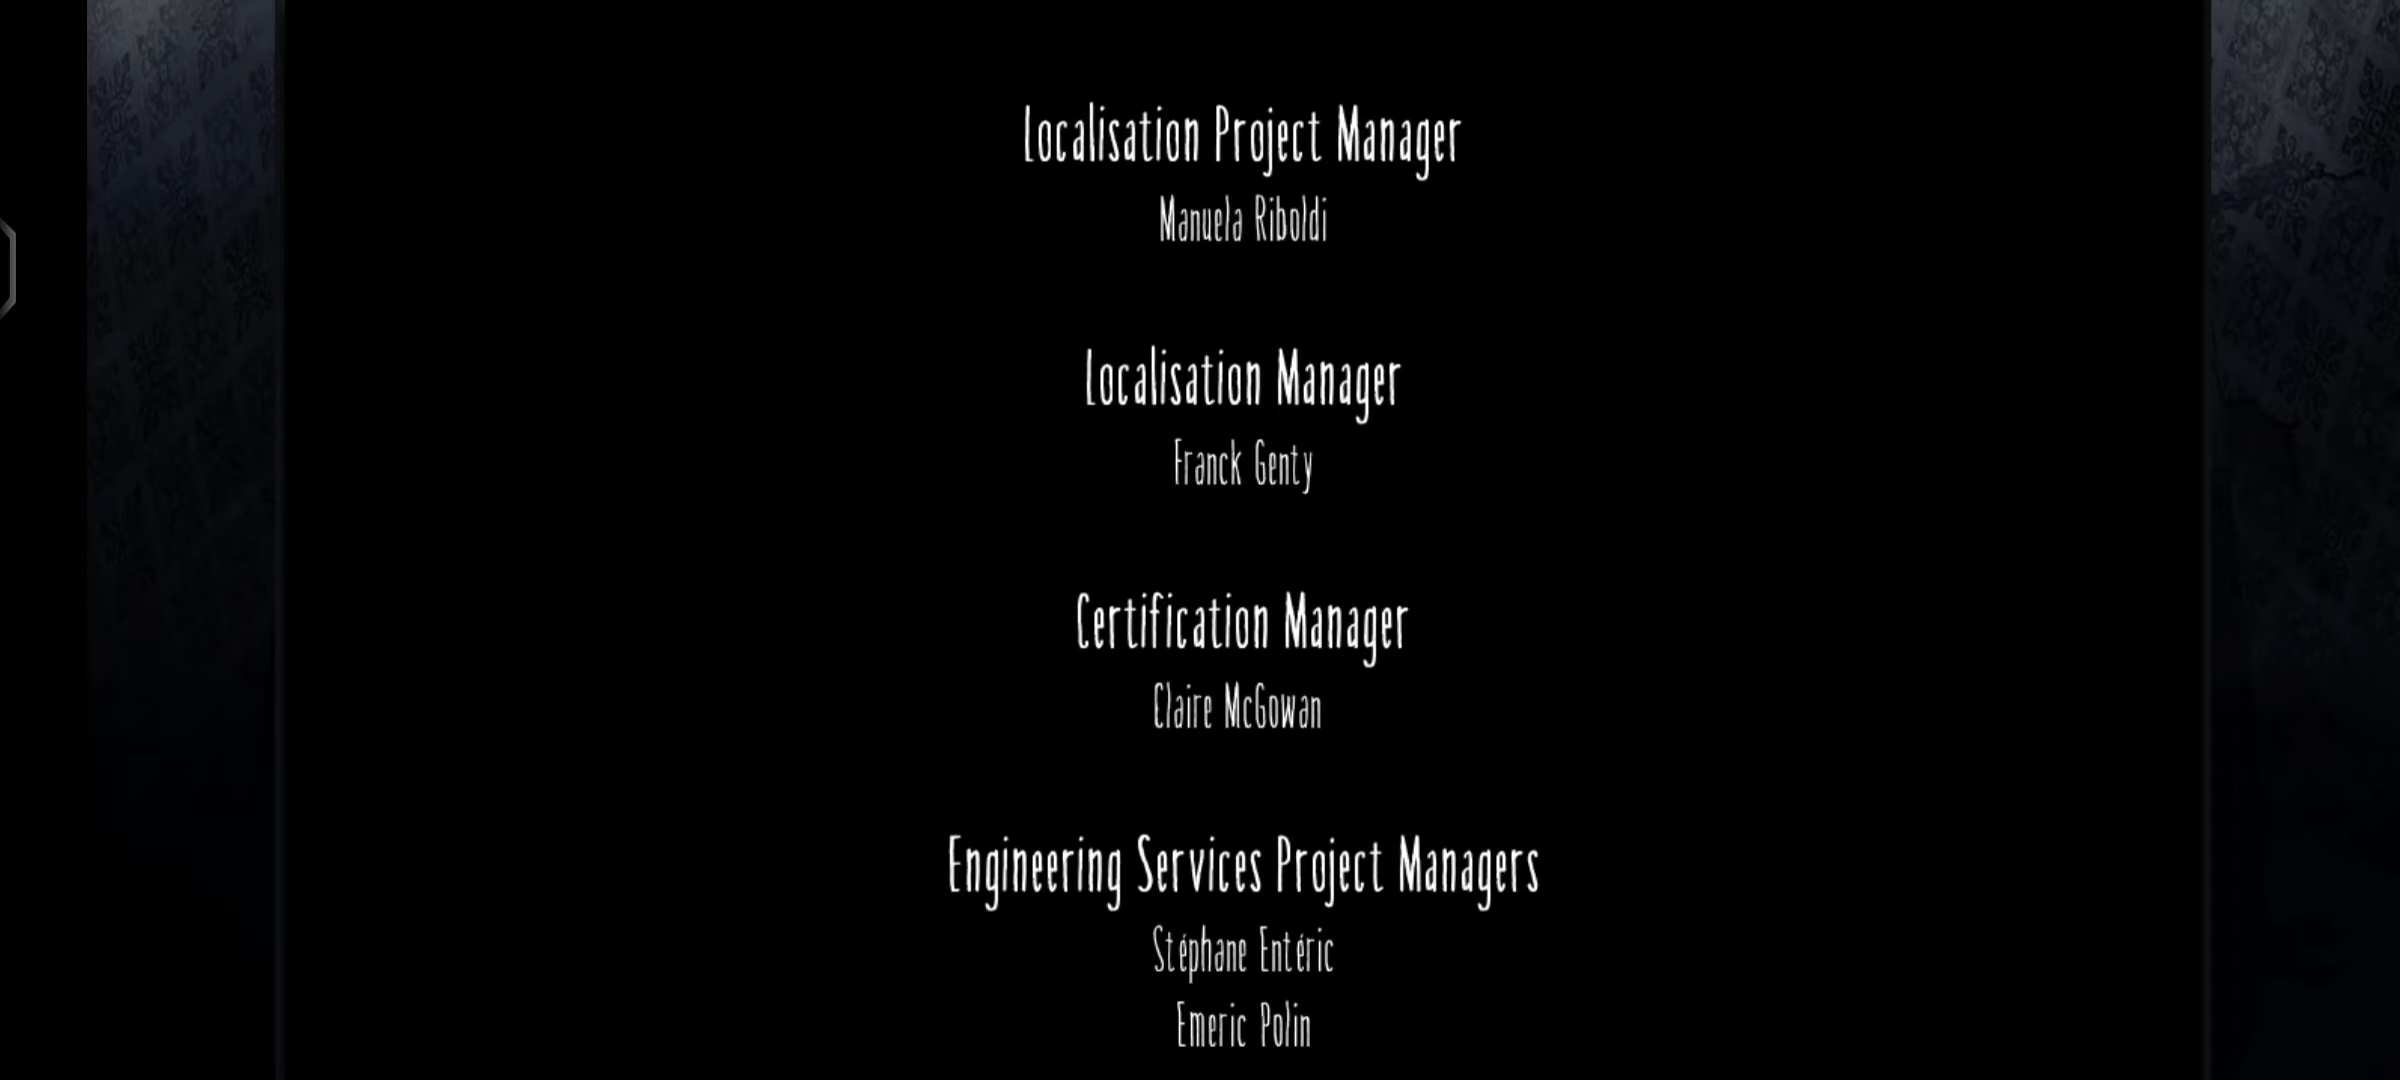 Localisation Project Manager
Manuela Riboldi
Localisation Manager
Franck Genty
Certification Manager
Claire McGowan
Engineering Services Project Managers
Stéphane Entéric
Emeric Polin